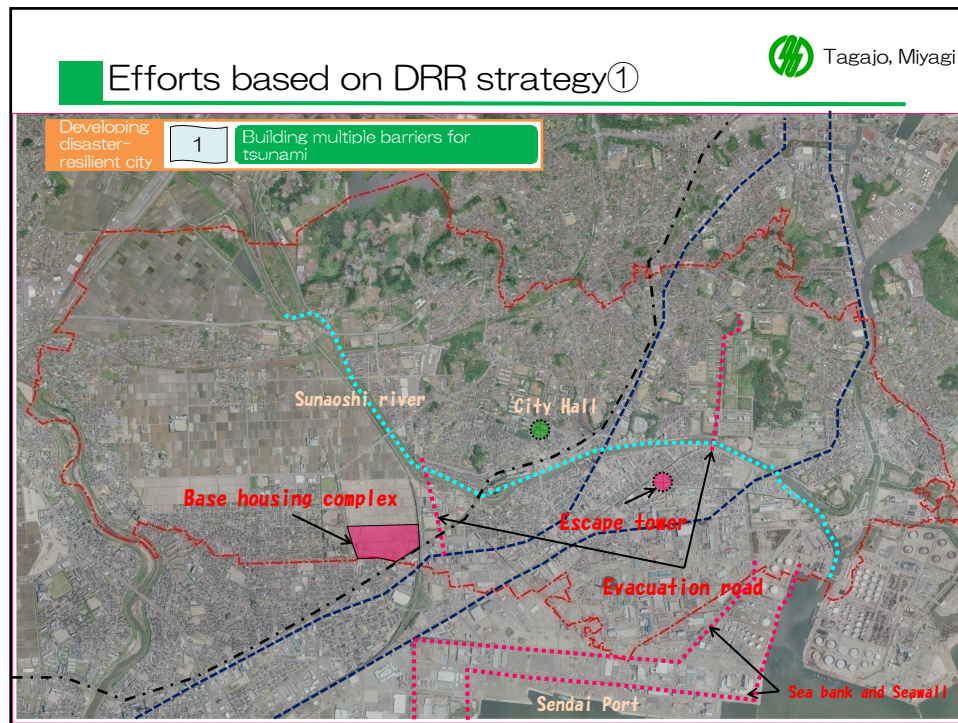 Efforts based on DRR strategy①
Tagajo, Miyagi
Developing
disaster-
resilient city
1
Building multiple barriers for
tsunami
Sunaoshi river
City Hall
Base housing complex
Escape tower
Evacuation road
Sea bank and Seawall
Sendai Port